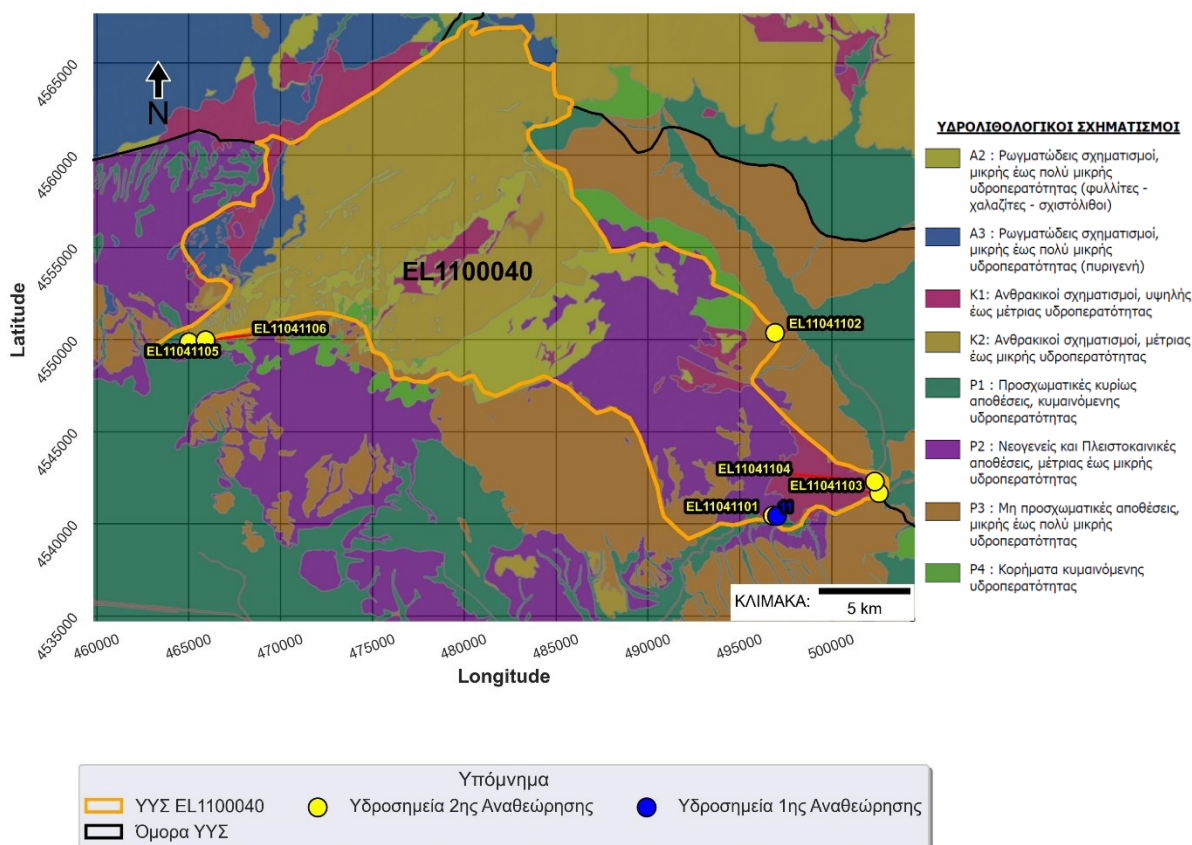 4565000
4560000
4555000
4550000
4545000
4540000
4535000
Latitude
N
EL1100040
EL11041106
EL11041105
EL11041102
EL11041104
EL11041103
EL11041101
11
ΚΛΙΜΑΚΑ:
5 km
460000
465000
470000
475000
480000
485000
490000
495000
500000
Longitude
ΥΔΡΟΛΙΘΟΛΟΓΙΚΟΙ ΣΧΗΜΑΤΙΣΜΟΙ
Α2 : Ρωγματώδεις σχηματισμοί,
μικρής έως πολύ μικρής
υδροπερατότητας (φυλλίτες -
χαλαζίτες - σχιστόλιθοι)
Α3 : Ρωγματώδεις σχηματισμοί,
μικρής έως πολύ μικρής
υδροπερατότητας (πυριγενή)
Κ1: Ανθρακικοί σχηματισμοί, υψηλής
έως μέτριας υδροπερατότητας
Κ2: Ανθρακικοί σχηματισμοί, μέτριας
έως μικρής υδροπερατότητας
Ρ1 : Προσχωματικές κυρίως
αποθέσεις, κυμαινόμενης
υδροπερατότητας
Ρ2 : Νεογενείς και Πλειστοκαινικές
αποθέσεις, μέτριας έως μικρής
υδροπερατότητας
Ρ3 : Μη προσχωματικές αποθέσεις,
μικρής έως πολύ μικρής
υδροπερατότητας
Ρ4 : Κορήματα κυμαινόμενης
υδροπερατότητας
Υπόμνημα
ΥΥΣ EL1100040
Υδροσημεία 2ης Αναθεώρησης
Υδροσημεία 1ης Αναθεώρησης
Όμορα ΥΥΣ